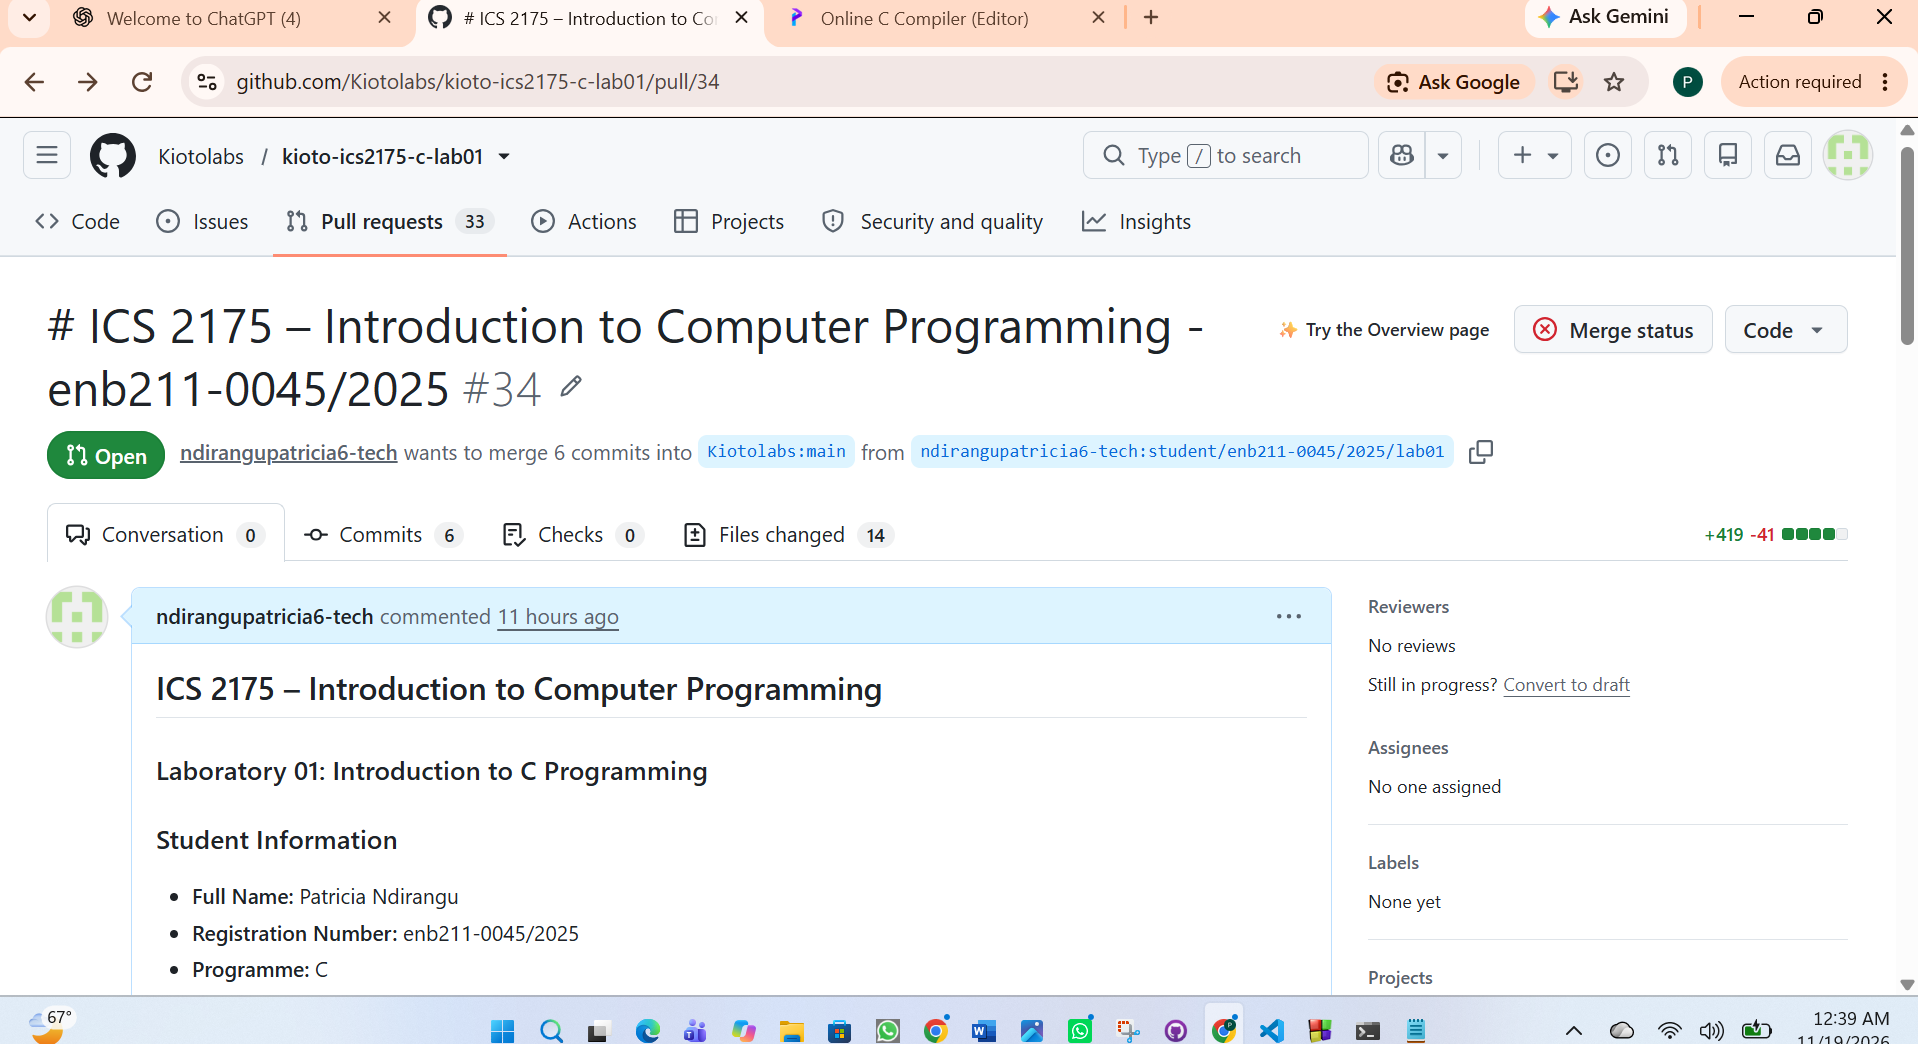 Welcome to ChatGPT (4)
# ICS 2175 – Introduction to Co
Online C Compiler (Editor)
Ask Gemini
github.com/Kiotolabs/kioto-ics2175-c-lab01/pull/34
Ask Google
P
Action required
Kiotolabs / kioto-ics2175-c-lab01
Type / to search
Code
Issues
Pull requests 33
Actions
Projects
Security and quality
Insights
# ICS 2175 – Introduction to Computer Programming -
enb211-0045/2025 #34
Try the Overview page
Merge status
Code
Open
ndirangupatricia6-tech wants to merge 6 commits into Kiotolabs:main from ndirangupatricia6-tech:student/enb211-0045/2025/lab01
Conversation 0
Commits 6
Checks 0
Files changed 14
+419 -41
ndirangupatricia6-tech commented 11 hours ago
ICS 2175 – Introduction to Computer Programming
Laboratory 01: Introduction to C Programming
Student Information
Full Name: Patricia Ndirangu
Registration Number: enb211-0045/2025
Programme: C
Reviewers
No reviews
Still in progress? Convert to draft
Assignees
No one assigned
Labels
None yet
Projects
67°
12:39 AM
11/19/2026